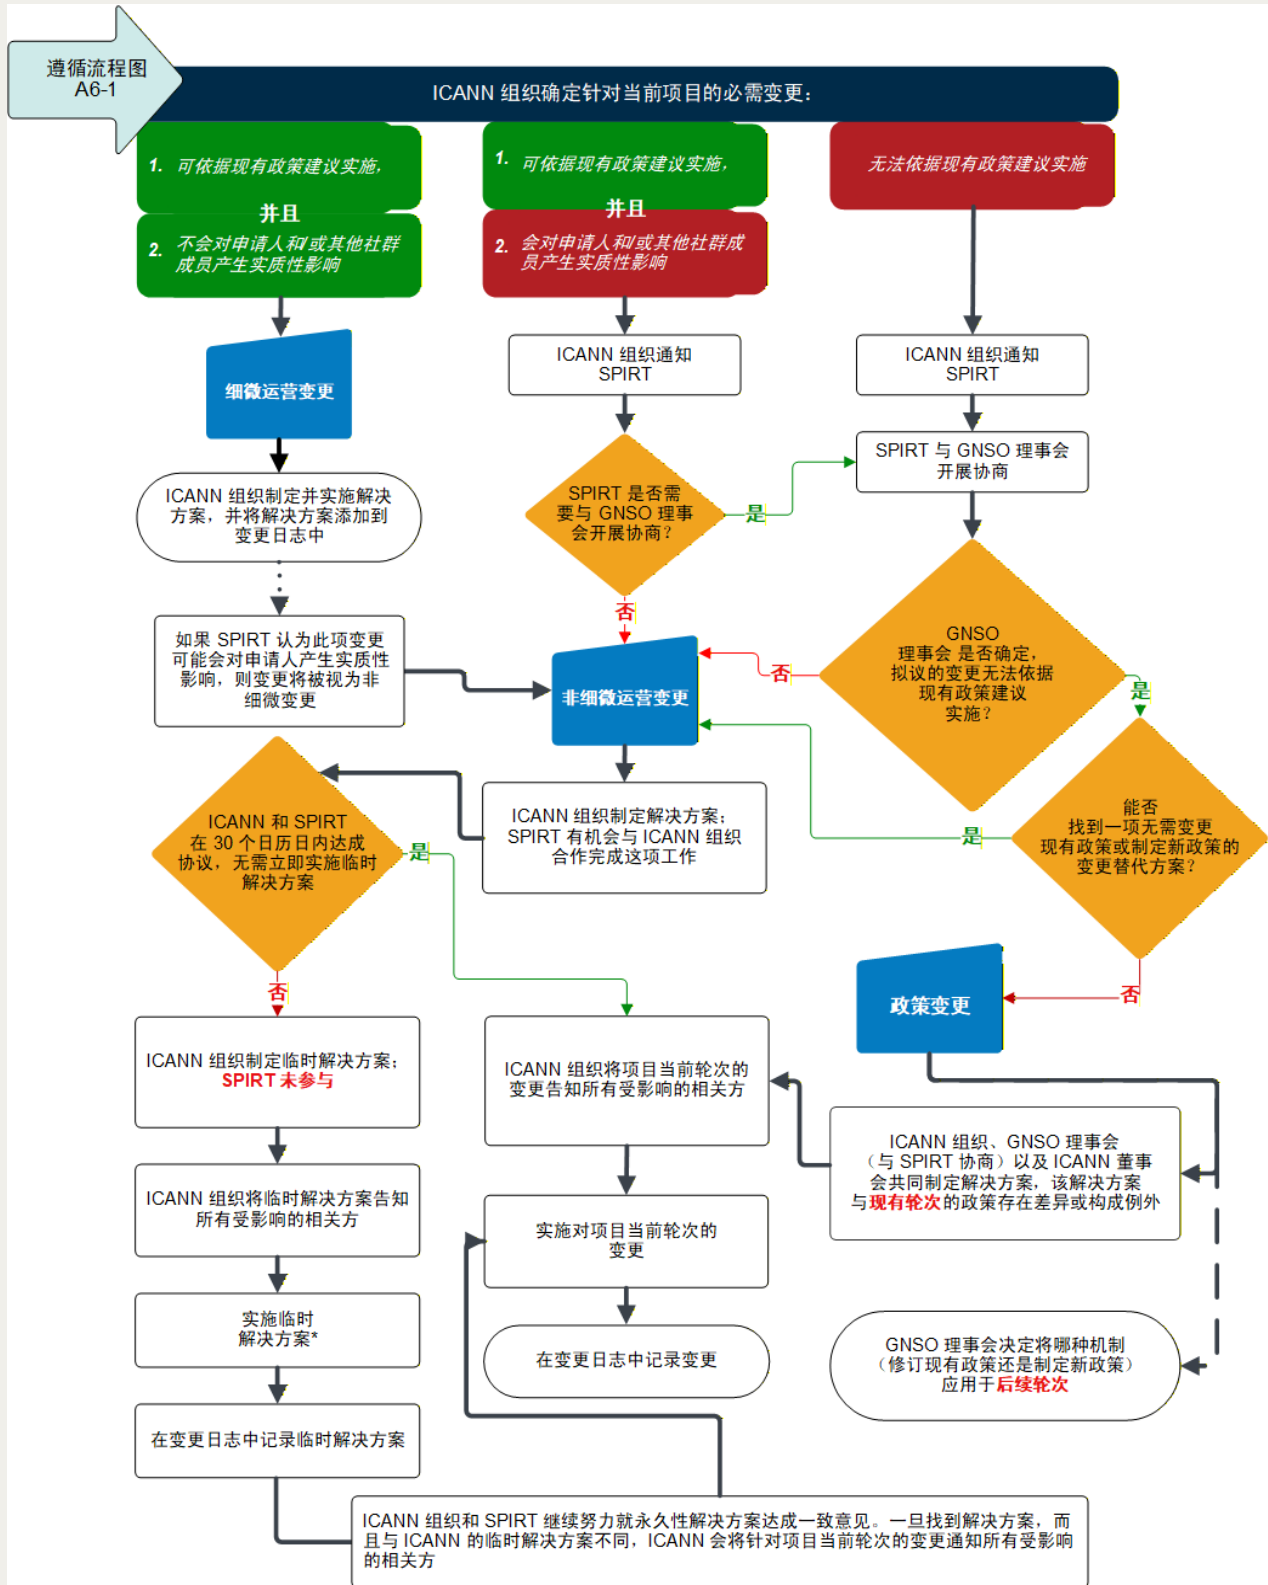 遵循流程图
A6-1
ICANN 组织确定针对当前项目的必需变更：
1. 可依据现有政策建议实施，
并且
2. 不会对申请人和/或其他社群
成员产生实质性影响
1. 可依据现有政策建议实施，
并且
2. 会对申请人和/或其他社群成
员产生实质性影响
无法依据现有政策建议实施
细微运营变更
ICANN 组织通知
SPIRT
ICANN 组织通知
SPIRT
SPIRT 与 GNSO 理事会
开展协商
ICANN 组织制定并实施解决
方案，并将解决方案添加到
变更日志中
SPIRT 是否需
要与 GNSO 理事
会开展协商？
是
否
如果 SPIRT 认为此项变更
可能会对申请人产生实质性
影响，则变更将被视为非
细微变更
非细微运营变更
GNSO
理事会 是否确定，
拟议的变更无法依据
现有政策建议
实施？
否
是
能否
找到一项无需变更
现有政策或制定新政策的
变更替代方案？
是
否
ICANN 组织制定解决方案；
SPIRT 有机会与 ICANN 组织
合作完成这项工作
ICANN 和 SPIRT
在 30 个日历日内达成
协议，无需立即实施临时
解决方案
是
否
政策变更
ICANN 组织制定临时解决方案；
SPIRT 未参与
ICANN 组织将项目当前轮次的
变更告知所有受影响的相关方
ICANN 组织、GNSO 理事会
（与 SPIRT 协商）以及 ICANN 董事
会共同制定解决方案，该解决方案
与现有轮次的政策存在差异或构成例外
ICANN 组织将临时解决方案告知
所有受影响的相关方
实施对项目当前轮次的
变更
实施临时
解决方案*
在变更日志中记录变更
GNSO 理事会决定将哪种机制
（修订现有政策还是制定新政策）
应用于后续轮次
在变更日志中记录临时解决方案
ICANN 组织和 SPIRT 继续努力就永久性解决方案达成一致意见。一旦找到解决方案，而
且与 ICANN 的临时解决方案不同，ICANN 会将针对项目当前轮次的变更通知所有受影响
的相关方